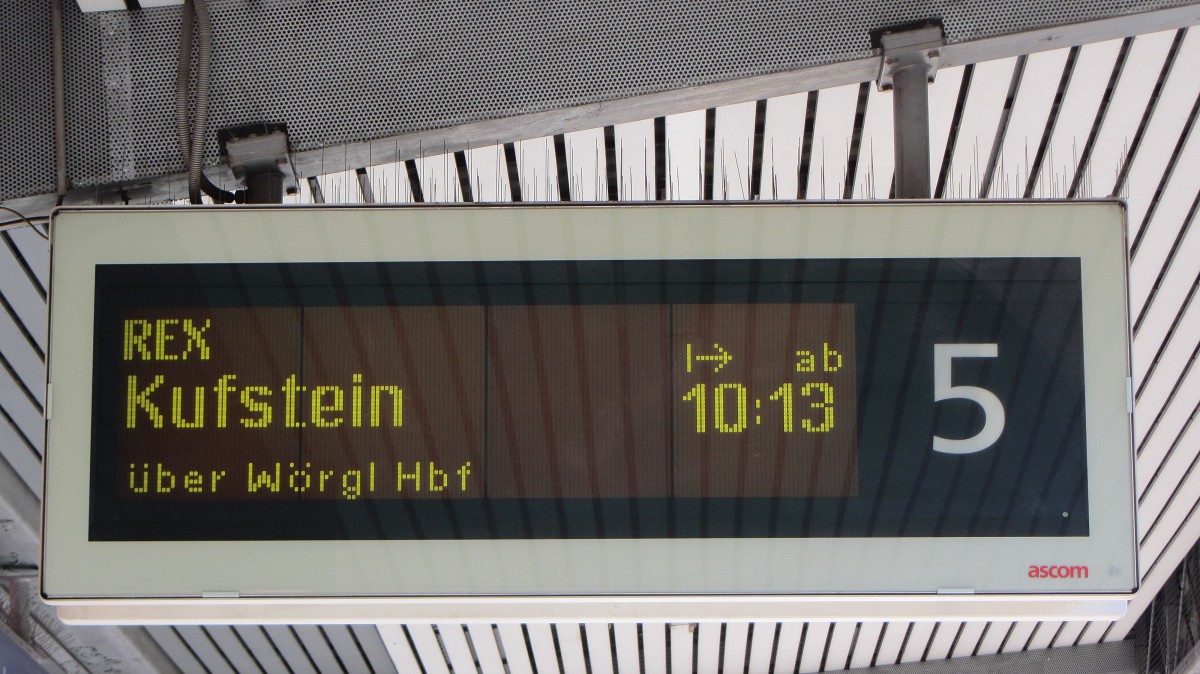 REX
Kufstein
über Wörgl Hbf
|→ ab
10:13
5
ascom